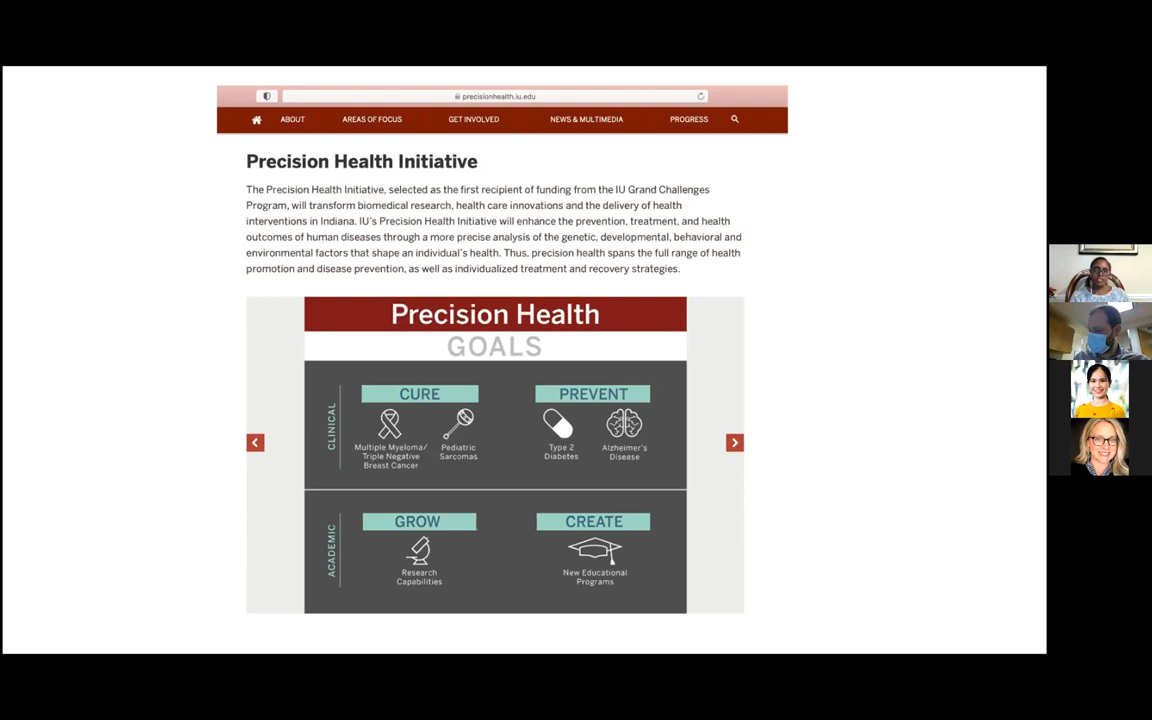 precisionhealth.iu.edu
ABOUT AREAS OF FOCUS GET INVOLVED NEWS & MULTIMEDIA PROGRESS
Precision Health Initiative
The Precision Health Initiative, selected as the first recipient of funding from the IU Grand Challenges
Program, will transform biomedical research, health care innovations and the delivery of health
interventions in Indiana. IU's Precision Health Initiative will enhance the prevention, treatment, and health
outcomes of human diseases through a more precise analysis of the genetic, developmental, behavioral and
environmental factors that shape an individual's health. Thus, precision health spans the full range of health
promotion and disease prevention, as well as individualized treatment and recovery strategies.
Precision Health
GOALS
CLINICAL
CURE
Multiple Myeloma/
Triple Negative
Breast Cancer
Pediatric
Sarcomas
PREVENT
Type 2
Diabetes
Alzheimer's
Disease
ACADEMIC
GROW
Research
Capabilities
CREATE
New Educational
Programs